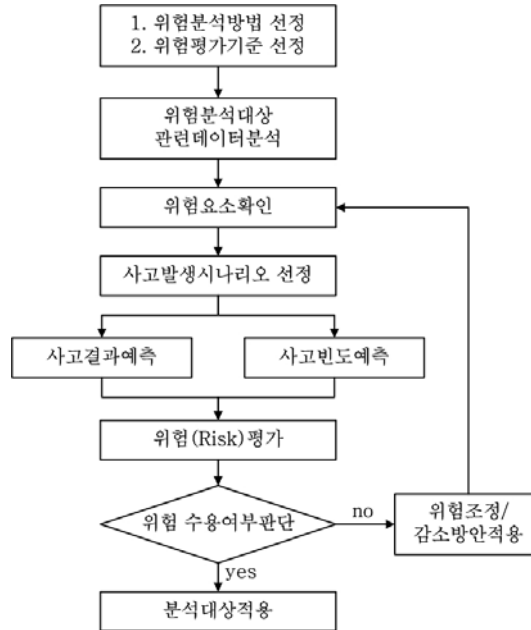 1. 위험분석방법 선정
2. 위험평가기준 선정
위험분석대상
관련데이터분석
위험요소확인
사고발생시나리오 선정
사고결과예측
사고빈도예측
위험(Risk)평가
위험 수용여부판단
no
위험조정/
감소방안적용
yes
분석대상적용